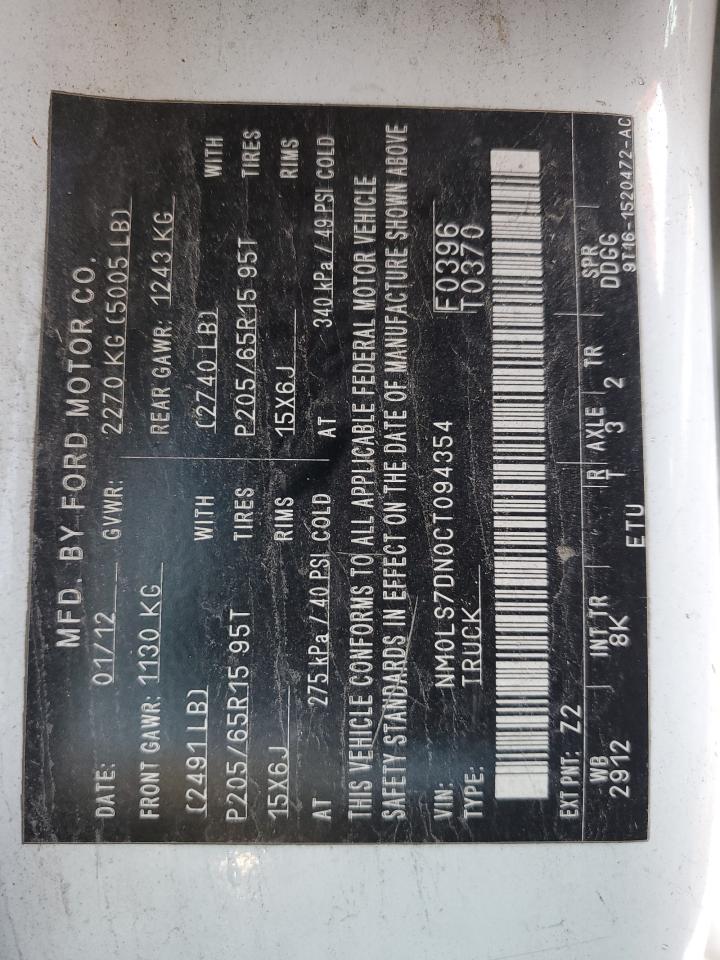 MFD. BY FORD MOTOR CO.
DATE: 01/12 GVWR: 2270 KG (5005 LB)
FRONT GAWR: 1130 KG REAR GAWR: 1243 KG
(2491 LB) WITH (2740 LB) WITH
P205/65R15 95T TIRES P205/65R15 95T TIRES
15X6J RIMS 15X6J RIMS
AT 275 kPa / 40 PSI COLD AT 340 kPa / 49 PSI COLD
THIS VEHICLE CONFORMS TO ALL APPLICABLE FEDERAL MOTOR VEHICLE
SAFETY STANDARDS IN EFFECT ON THE DATE OF MANUFACTURE SHOWN ABOVE
VIN: NM0LS7DN0CT094354 F0396
TYPE: TRUCK T0370
EXT PNT: Z2
WB INT TR R AXLE TR SPR
2912 8K T 3 2 DDGG
ETU 9T16-1520472-AC